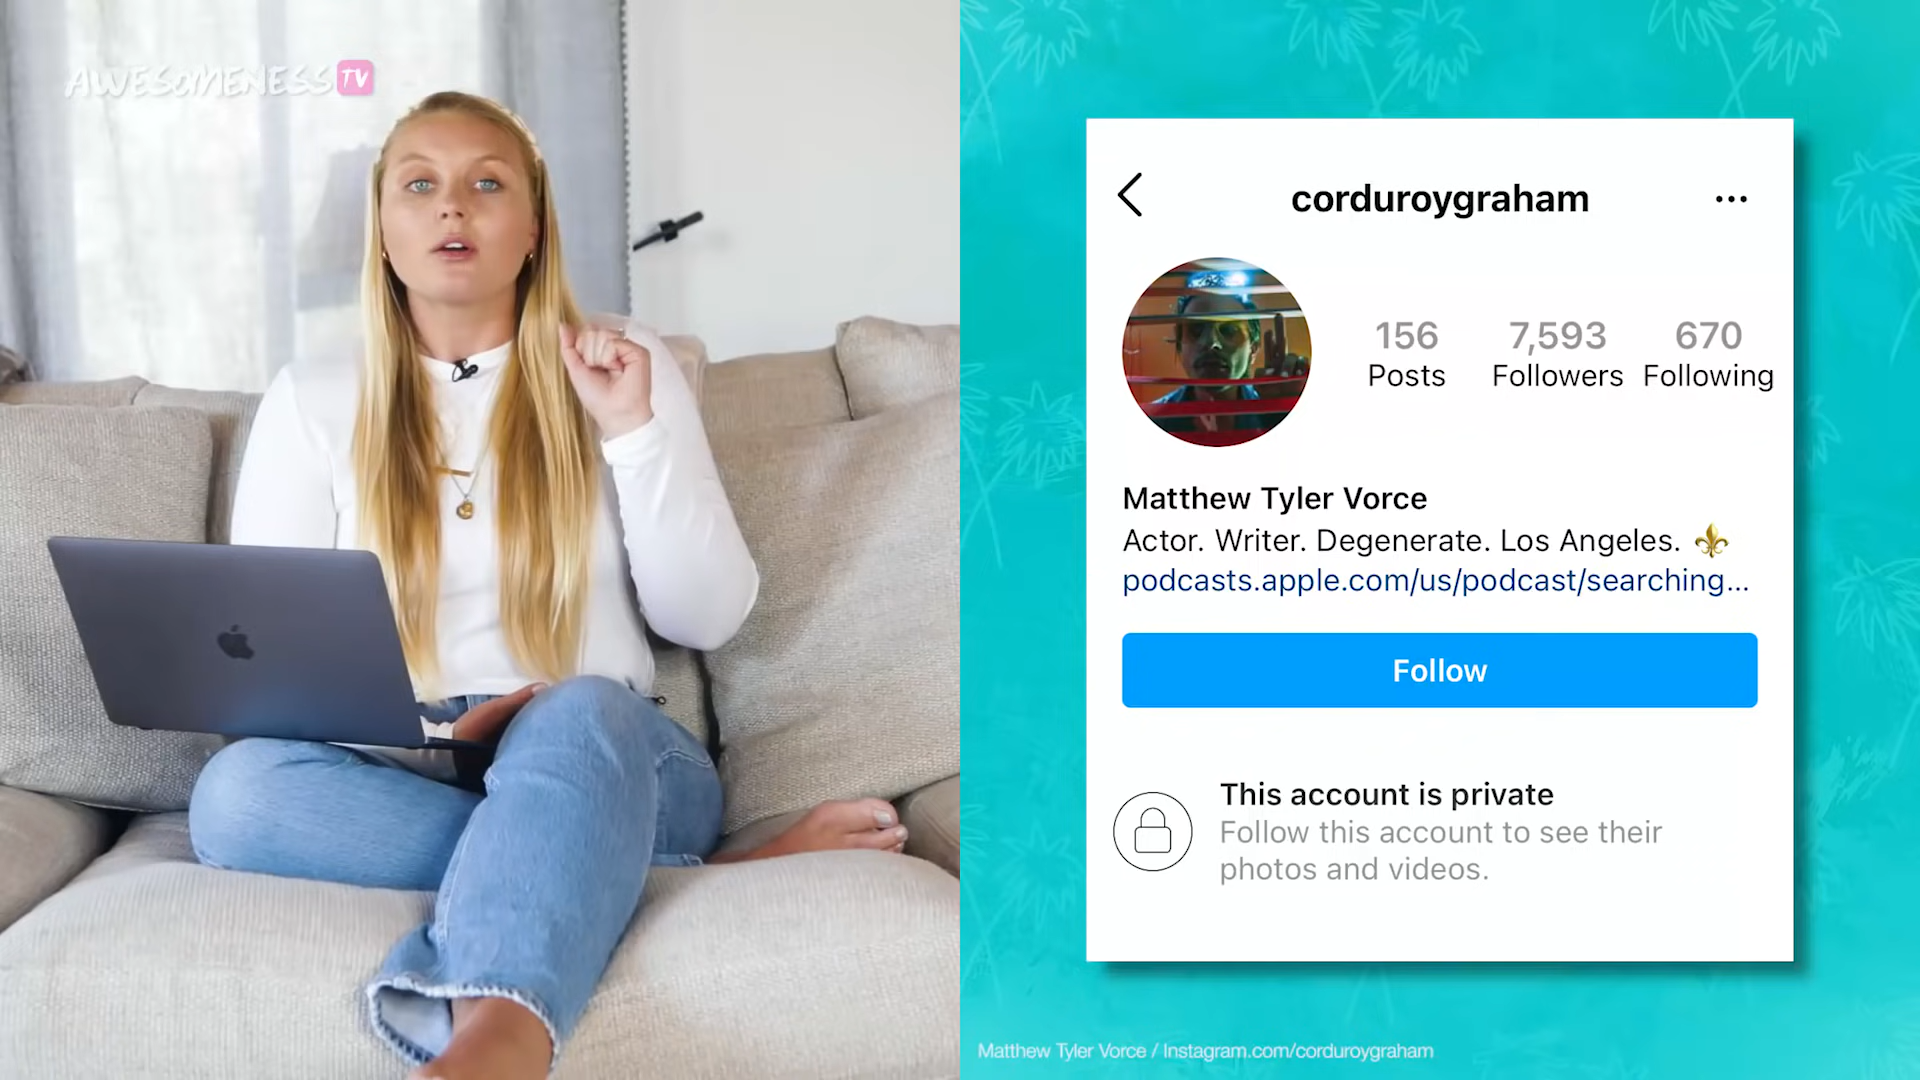 AWESOMENESS TV
corduroygraham
156 7,593 670
Posts Followers Following
Matthew Tyler Vorce
Actor. Writer. Degenerate. Los Angeles. ⚜️
podcasts.apple.com/us/podcast/searching...
Follow
This account is private
Follow this account to see their
photos and videos.
Matthew Tyler Vorce / Instagram.com/corduroygraham